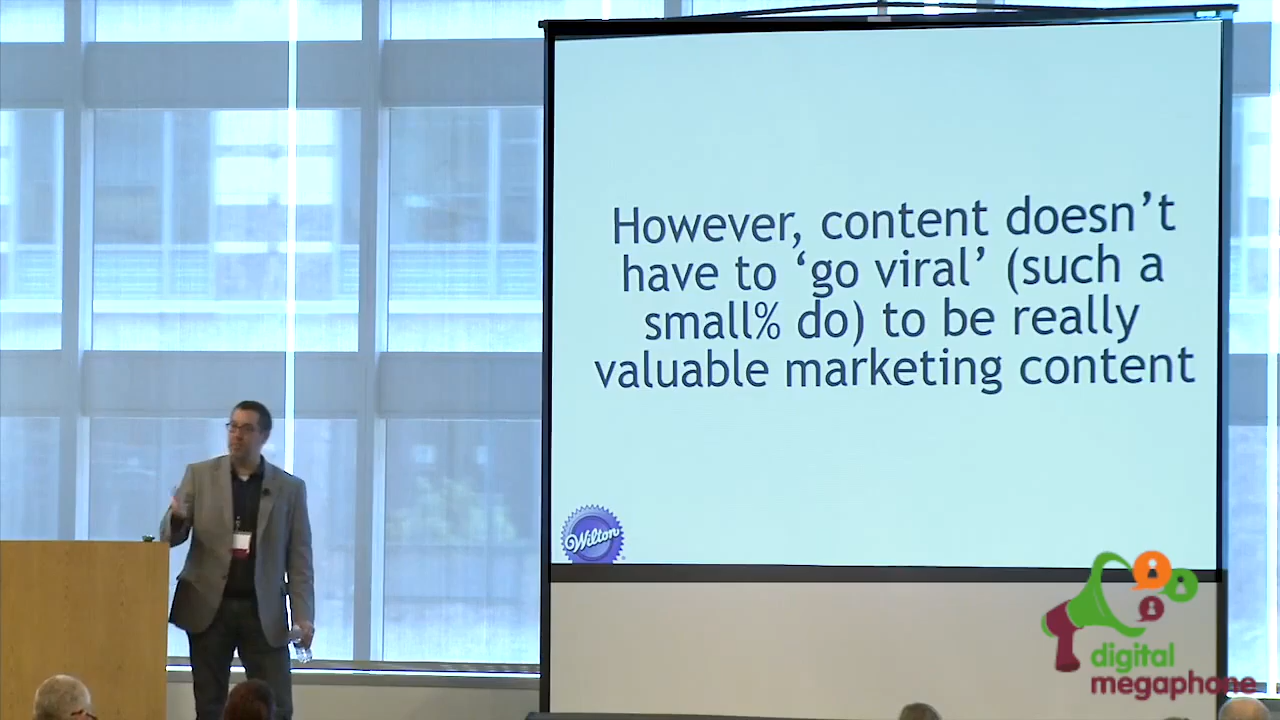 However, content doesn’t
have to ‘go viral’ (such a
small% do) to be really
valuable marketing content
Wilton
digital
megaphone